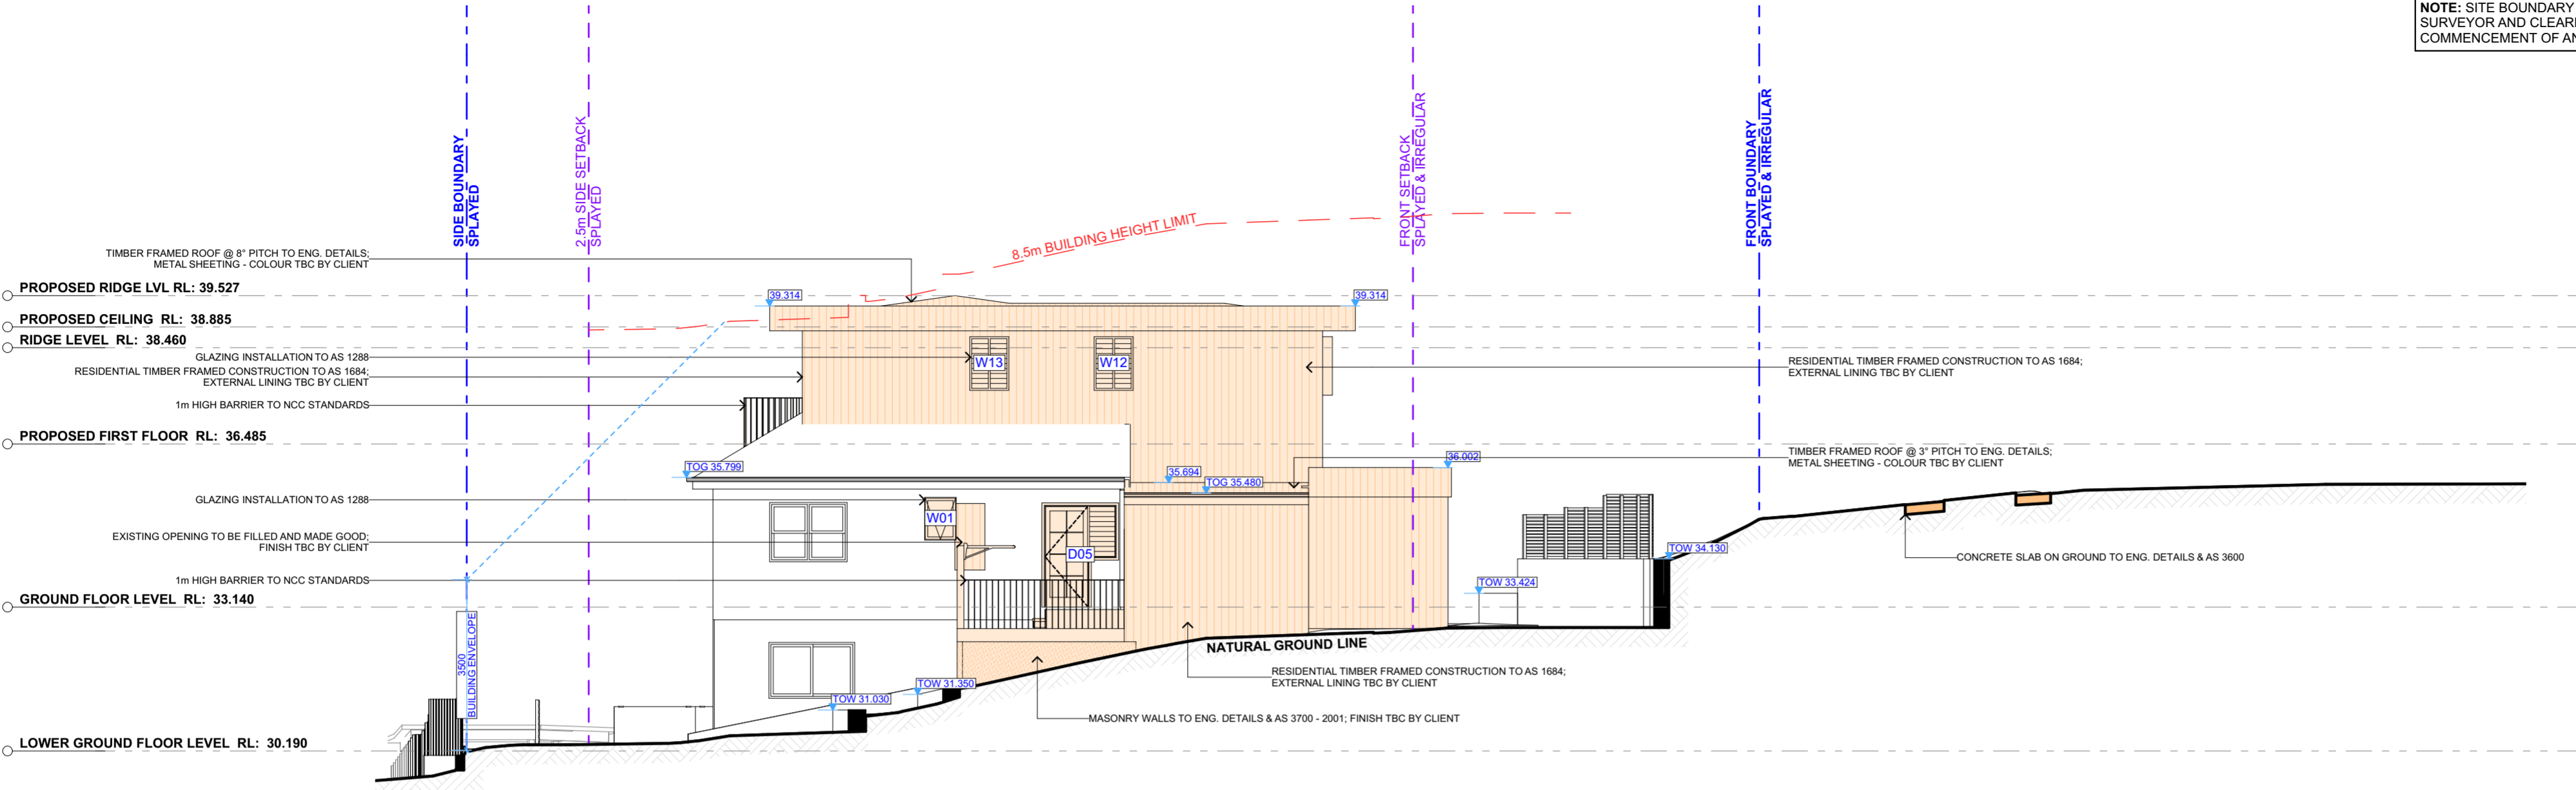 NOTE: SITE BOUNDARY
SURVEYOR AND CLEAR
COMMENCEMENT OF AN
SIDE BOUNDARY
SPLAYED
2.5m SIDE SETBACK
SPLAYED
FRONT SETBACK
SPLAYED & IRREGULAR
FRONT BOUNDARY
SPLAYED & IRREGULAR
8.5m BUILDING HEIGHT LIMIT
TIMBER FRAMED ROOF @ 8° PITCH TO ENG. DETAILS;
METAL SHEETING - COLOUR TBC BY CLIENT
PROPOSED RIDGE LVL RL: 39.527
39.314
39.314
PROPOSED CEILING RL: 38.885
RIDGE LEVEL RL: 38.460
GLAZING INSTALLATION TO AS 1288
W13
W12
RESIDENTIAL TIMBER FRAMED CONSTRUCTION TO AS 1684;
EXTERNAL LINING TBC BY CLIENT
RESIDENTIAL TIMBER FRAMED CONSTRUCTION TO AS 1684;
EXTERNAL LINING TBC BY CLIENT
1m HIGH BARRIER TO NCC STANDARDS
PROPOSED FIRST FLOOR RL: 36.485
TIMBER FRAMED ROOF @ 3° PITCH TO ENG. DETAILS;
METAL SHEETING - COLOUR TBC BY CLIENT
TOG 35.799
35.694
36.002
TOG 35.480
GLAZING INSTALLATION TO AS 1288
W01
EXISTING OPENING TO BE FILLED AND MADE GOOD;
FINISH TBC BY CLIENT
D05
TOW 34.130
CONCRETE SLAB ON GROUND TO ENG. DETAILS & AS 3600
1m HIGH BARRIER TO NCC STANDARDS
TOW 33.424
GROUND FLOOR LEVEL RL: 33.140
3500
BUILDING ENVELOPE
NATURAL GROUND LINE
RESIDENTIAL TIMBER FRAMED CONSTRUCTION TO AS 1684;
EXTERNAL LINING TBC BY CLIENT
TOW 31.350
TOW 31.030
MASONRY WALLS TO ENG. DETAILS & AS 3700 - 2001; FINISH TBC BY CLIENT
LOWER GROUND FLOOR LEVEL RL: 30.190